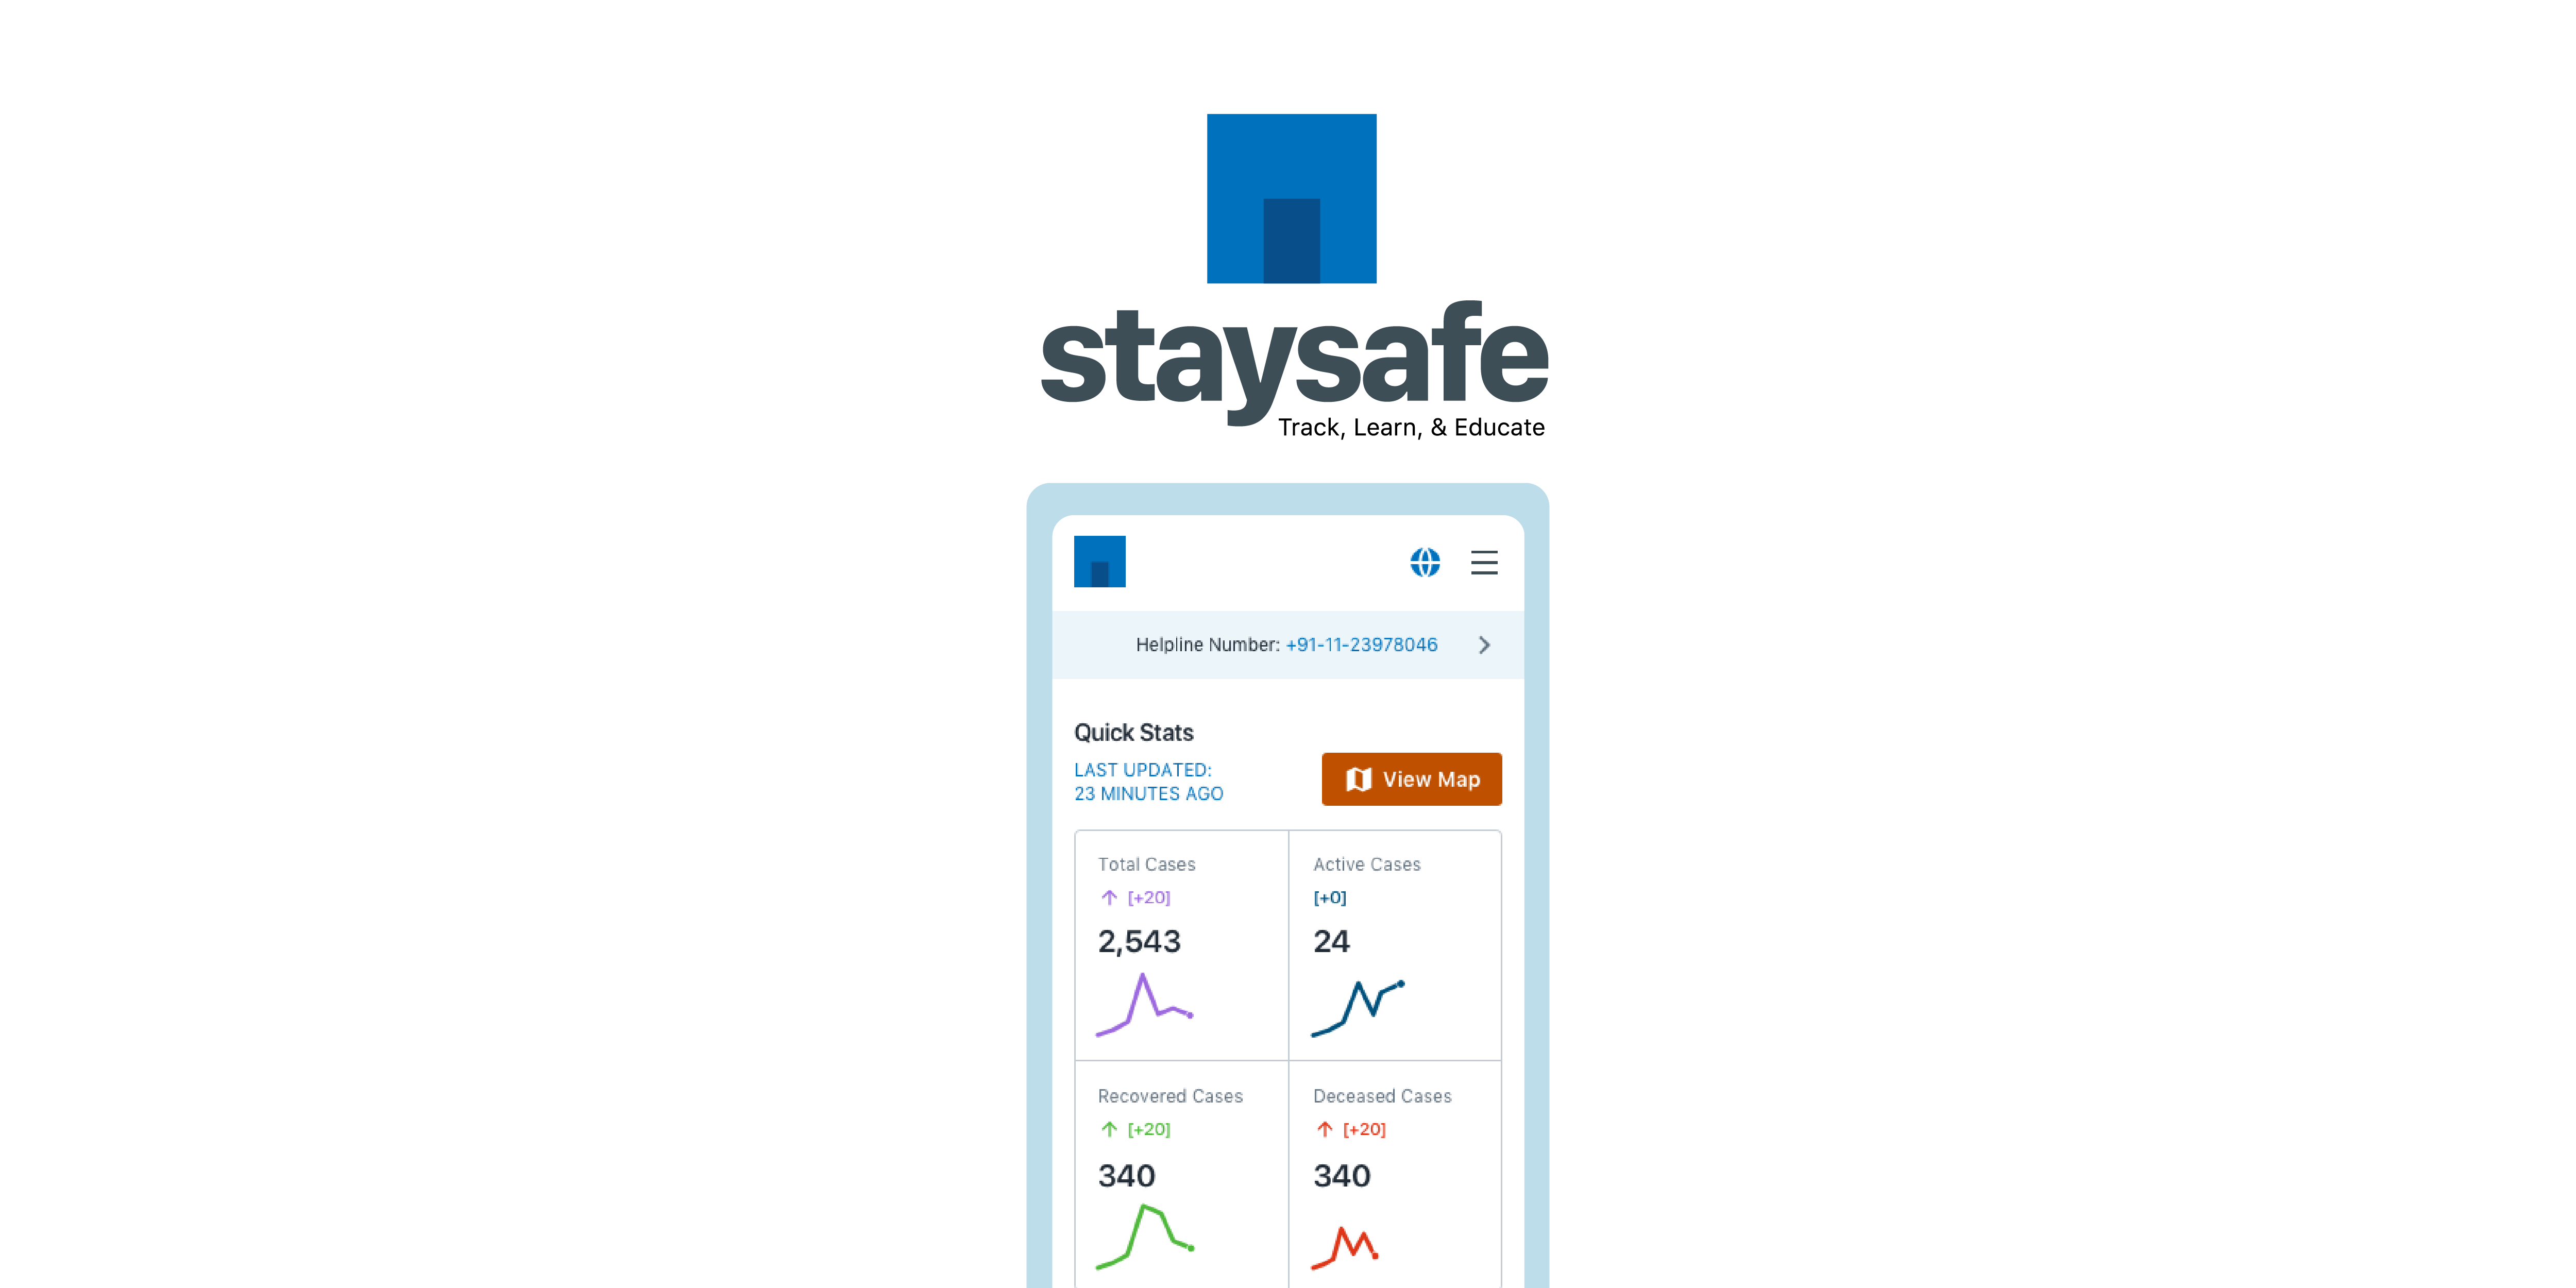 staysafe
Track, Learn, & Educate
Helpline Number: +91-11-23978046
Quick Stats
LAST UPDATED:
23 MINUTES AGO
View Map
Total Cases
[+20]
2,543
Active Cases
[+0]
24
Recovered Cases
[+20]
340
Deceased Cases
[+20]
340